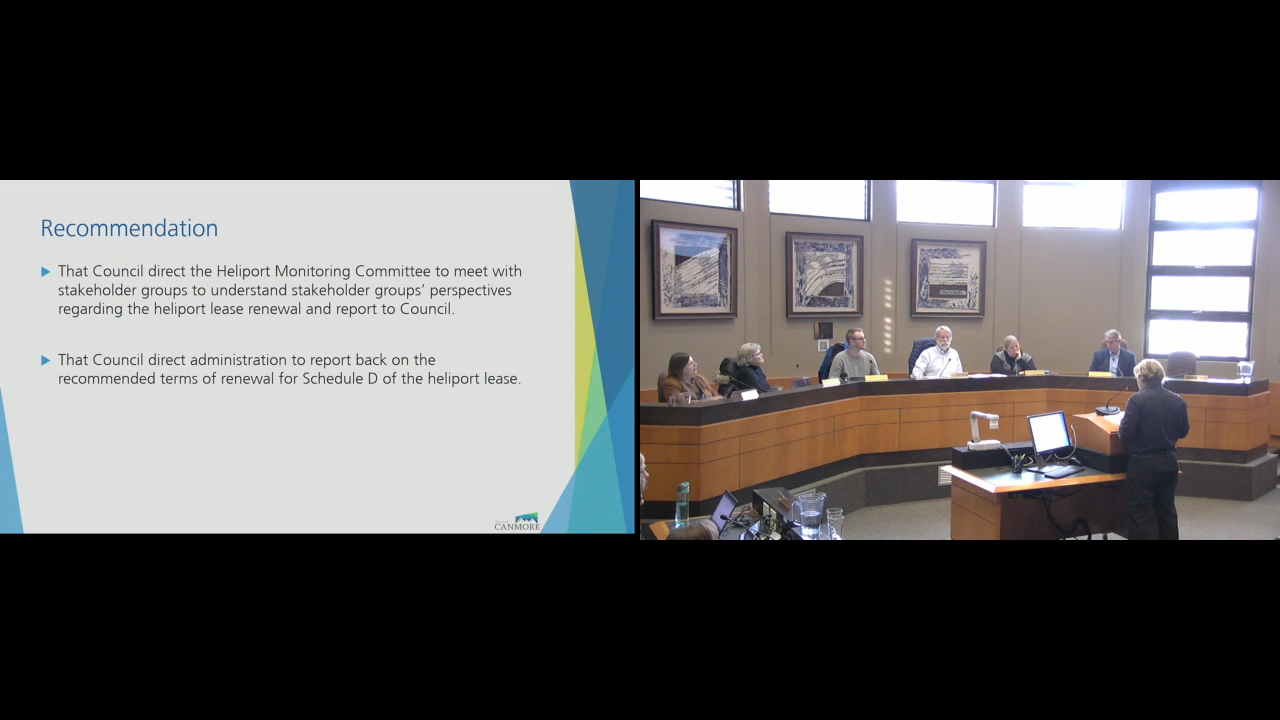 Recommendation
That Council direct the Heliport Monitoring Committee to meet with
stakeholder groups to understand stakeholder groups' perspectives
regarding the heliport lease renewal and report to Council.
That Council direct administration to report back on the
recommended terms of renewal for Schedule D of the heliport lease.
CANMORE